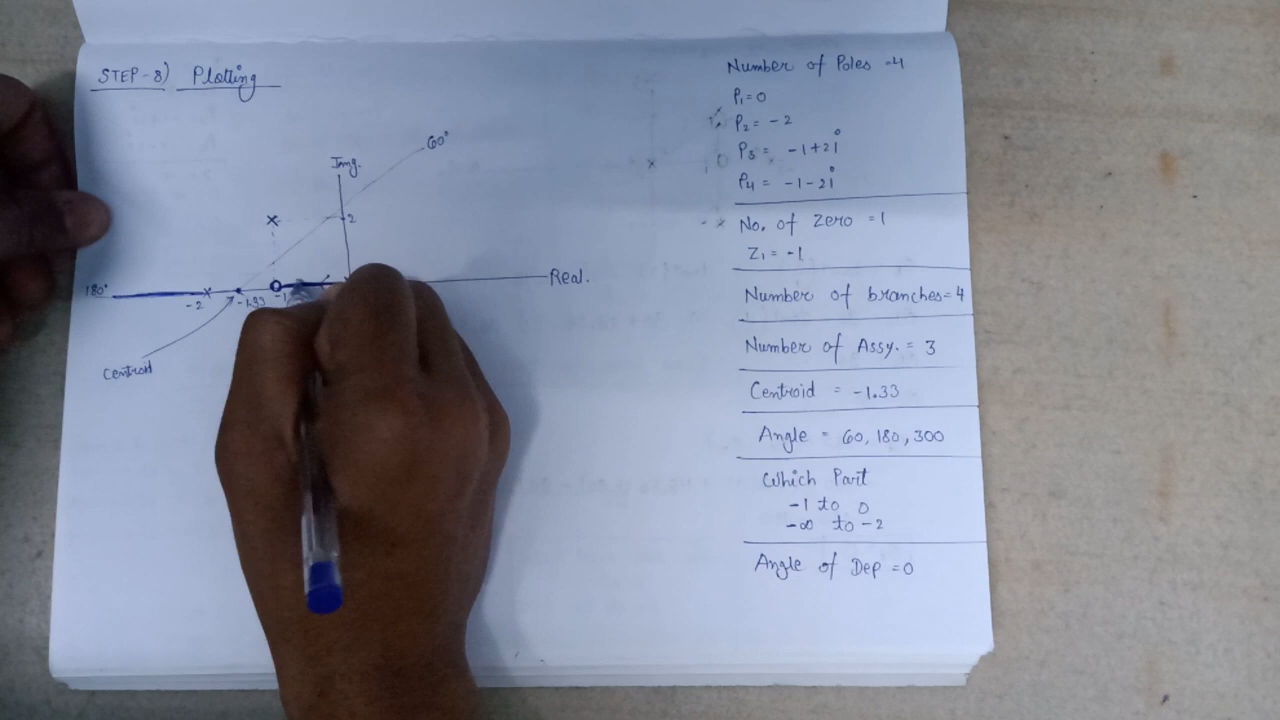 STEP-8) Plotting
60°
Img.
2
Real.
180°
-2
-1.33
-1
Centroid
Number of Poles =4
P₁=0
P₂= -2
P₃= -1+2i
P₄= -1-2i
No. of Zero =1
Z₁= -1
Number of branches=4
Number of Assy. = 3
Centroid = -1.33
Angle = 60, 180, 300
Which Part
-1 to 0
-∞ to -2
Angle of Dep =0